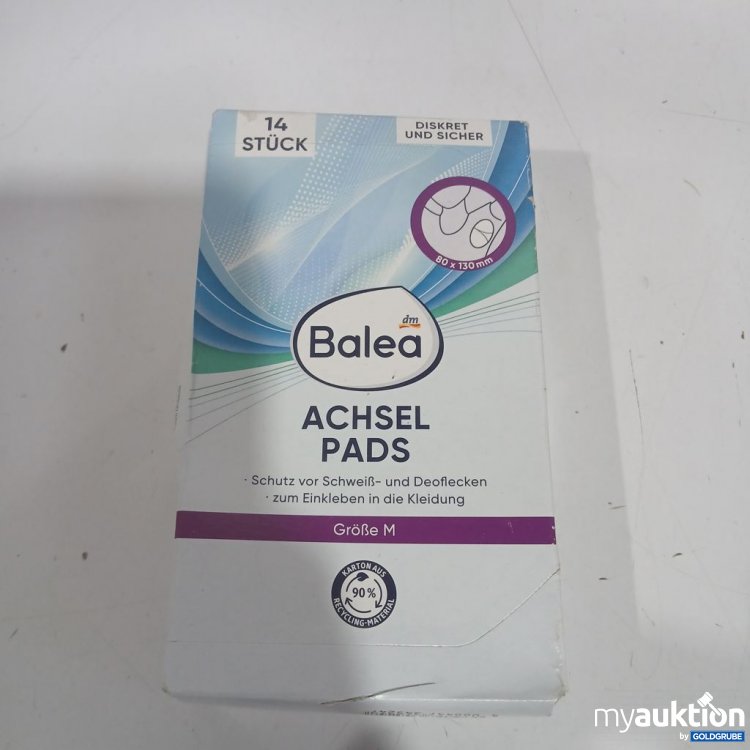 14
STÜCK
DISKRET
UND SICHER
80 x 130 mm
dm
Balea
ACHSEL
PADS
· Schutz vor Schweiß- und Deoflecken
· zum Einkleben in die Kleidung
Größe M
KARTON AUS
90 %
RECYCLING-MATERIAL
myauktion
by GOLDGRUBE